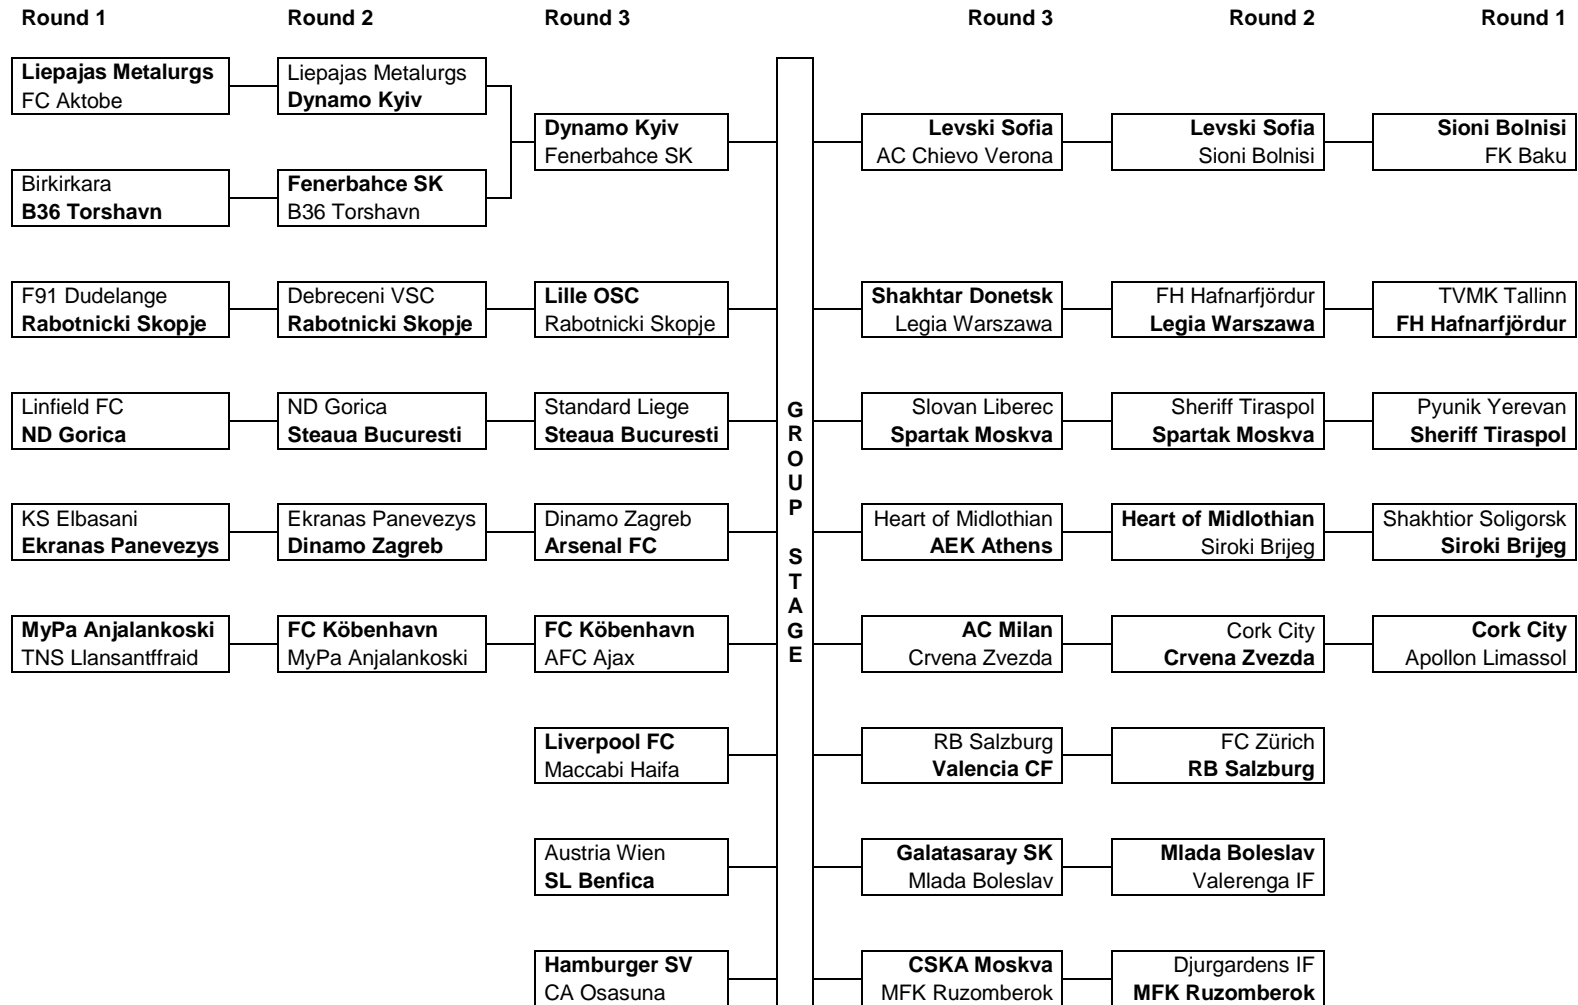 Round 1
Round 2
Round 3
Round 3
Round 2
Round 1
Liepajas Metalurgs
FC Aktobe
Liepajas Metalurgs
Dynamo Kyiv
Dynamo Kyiv
Fenerbahce SK
Levski Sofia
AC Chievo Verona
Levski Sofia
Sioni Bolnisi
Sioni Bolnisi
FK Baku
Birkirkara
B36 Torshavn
Fenerbahce SK
B36 Torshavn
F91 Dudelange
Rabotnicki Skopje
Debreceni VSC
Rabotnicki Skopje
Lille OSC
Rabotnicki Skopje
Shakhtar Donetsk
Legia Warszawa
FH Hafnarfjördur
Legia Warszawa
TVMK Tallinn
FH Hafnarfjördur
Linfield FC
ND Gorica
ND Gorica
Steaua Bucuresti
Standard Liege
Steaua Bucuresti
GROUP STAGE
Slovan Liberec
Spartak Moskva
Sheriff Tiraspol
Spartak Moskva
Pyunik Yerevan
Sheriff Tiraspol
KS Elbasani
Ekranas Panevezys
Ekranas Panevezys
Dinamo Zagreb
Dinamo Zagreb
Arsenal FC
Heart of Midlothian
AEK Athens
Heart of Midlothian
Siroki Brijeg
Shakhtior Soligorsk
Siroki Brijeg
MyPa Anjalankoski
TNS Llansantffraid
FC Köbenhavn
MyPa Anjalankoski
FC Köbenhavn
AFC Ajax
AC Milan
Crvena Zvezda
Cork City
Crvena Zvezda
Cork City
Apollon Limassol
Liverpool FC
Maccabi Haifa
RB Salzburg
Valencia CF
FC Zürich
RB Salzburg
Austria Wien
SL Benfica
Galatasaray SK
Mlada Boleslav
Mlada Boleslav
Valerenga IF
Hamburger SV
CA Osasuna
CSKA Moskva
MFK Ruzomberok
Djurgardens IF
MFK Ruzomberok